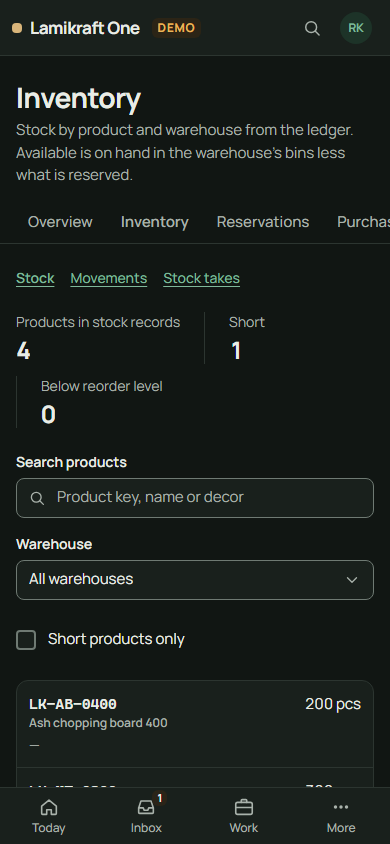 Lamikraft One DEMO RK
Inventory
Stock by product and warehouse from the ledger.
Available is on hand in the warehouse's bins less
what is reserved.
Overview Inventory Reservations Purchas
Stock Movements Stock takes
Products in stock records Short
4 1
Below reorder level
0
Search products
Product key, name or decor
Warehouse
All warehouses
Short products only
LK-AB-0400 200 pcs
Ash chopping board 400
—
1
Today Inbox Work More